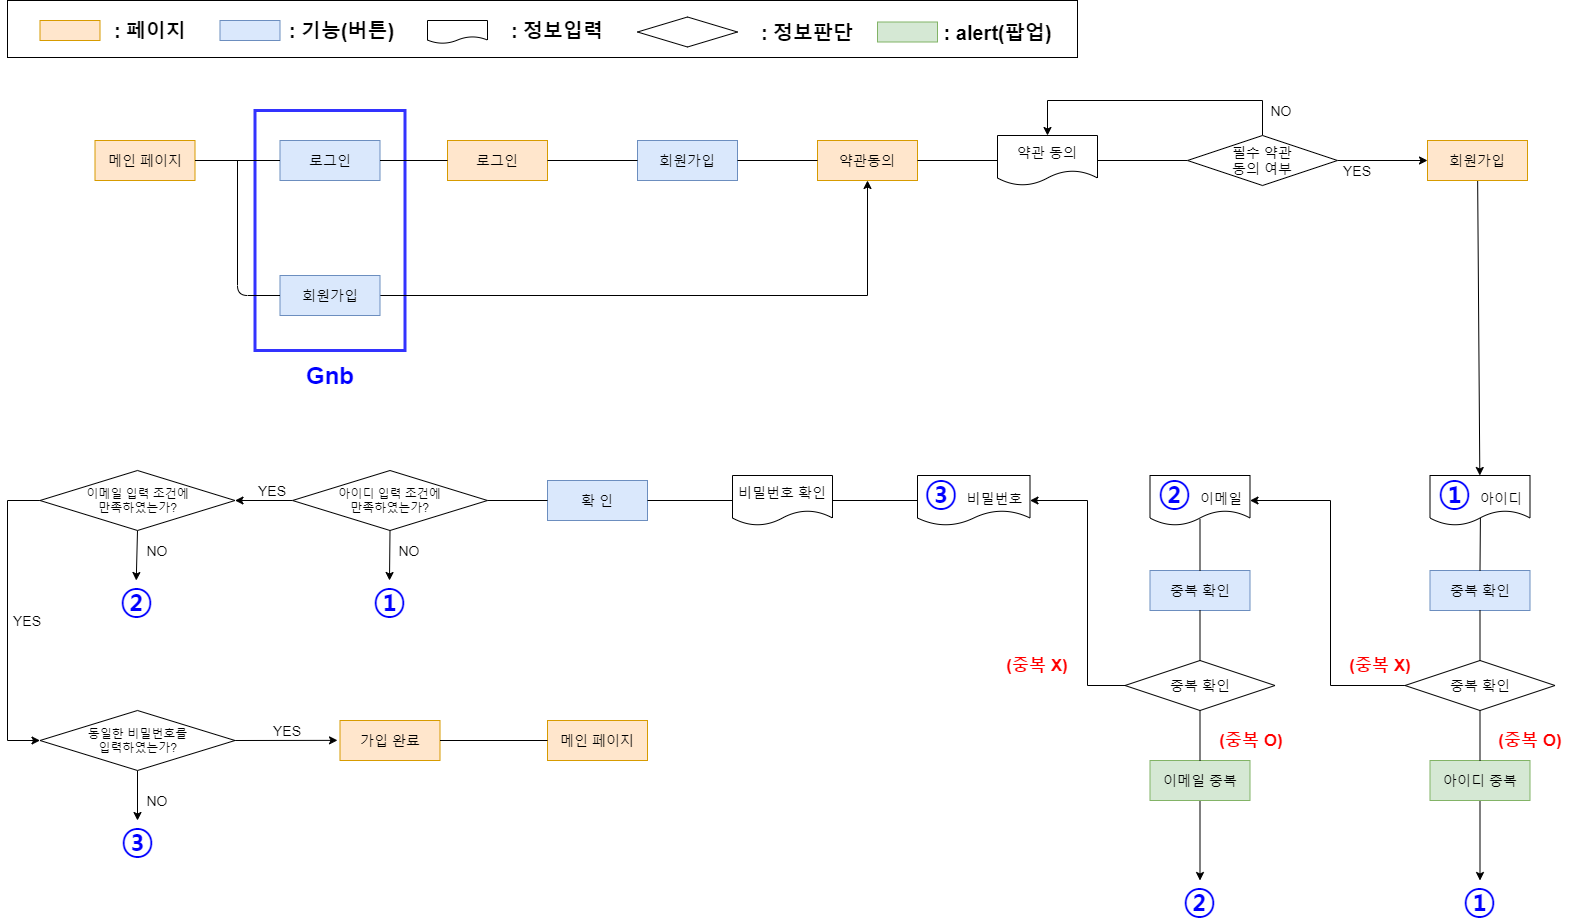 : 페이지
: 기능(버튼)
: 정보입력
: 정보판단
: alert(팝업)
메인 페이지
로그인
로그인
회원가입
약관동의
약관 동의
NO
필수 약관
동의 여부
YES
회원가입
회원가입
Gnb
이메일 입력 조건에
만족하였는가?
YES
아이디 입력 조건에
만족하였는가?
확 인
비밀번호 확인
③ 비밀번호
② 이메일
① 아이디
NO
NO
②
①
중복 확인
중복 확인
YES
(중복 X)
중복 확인
(중복 X)
중복 확인
동일한 비밀번호를
입력하였는가?
YES
가입 완료
메인 페이지
(중복 O)
(중복 O)
이메일 중복
아이디 중복
NO
③
②
①